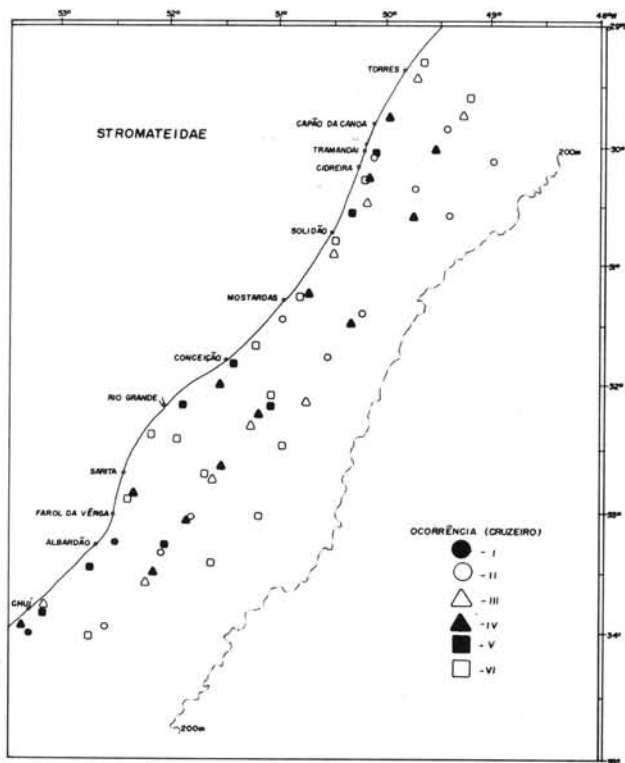 53° 52° 51° 50° 49° 48°W
29°
TORRES
CAPÃO DA CANOA
STROMATEIDAE
TRAMANDAÍ
30°
200m
CIDREIRA
SOLIDÃO
31°
MOSTARDAS
CONCEIÇÃO
32°
RIO GRANDE
SARITA
FAROL DA VÊRGA
OCORRÊNCIA (CRUZEIRO)
33°
ALBARDÃO
- I
- II
CHUÍ
- III
- IV
34°
- V
- VI
200m